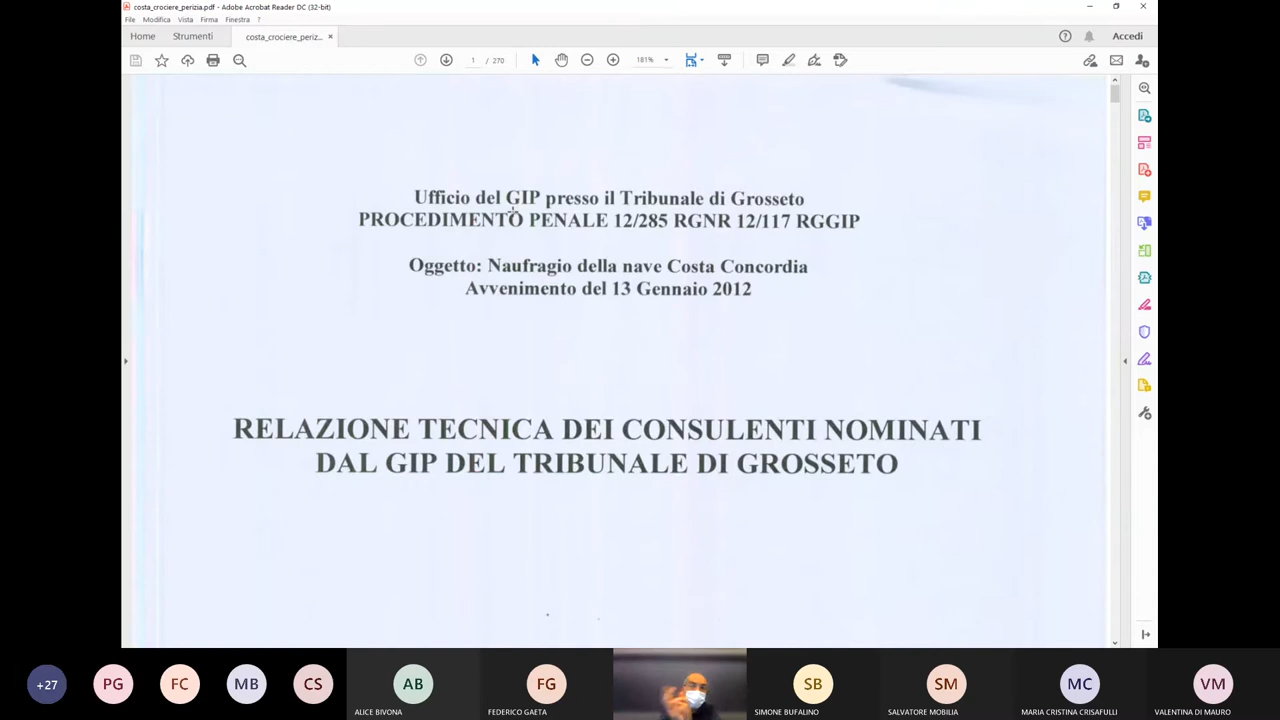 costa_crociere_perizia.pdf - Adobe Acrobat Reader DC (32-bit)
File Modifica Vista Firma Finestra ?
Home Strumenti costa_crociere_periz... × Accedi
1 / 270 181%
Ufficio del GIP presso il Tribunale di Grosseto
PROCEDIMENTO PENALE 12/285 RGNR 12/117 RGGIP
Oggetto: Naufragio della nave Costa Concordia
Avvenimento del 13 Gennaio 2012
RELAZIONE TECNICA DEI CONSULENTI NOMINATI
DAL GIP DEL TRIBUNALE DI GROSSETO
+27 PG FC MB CS AB FG SB SM MC VM
ALICE BIVONA FEDERICO GAETA SIMONE BUFALINO SALVATORE MOBILIA MARIA CRISTINA CRISAFULLI VALENTINA DI MAURO